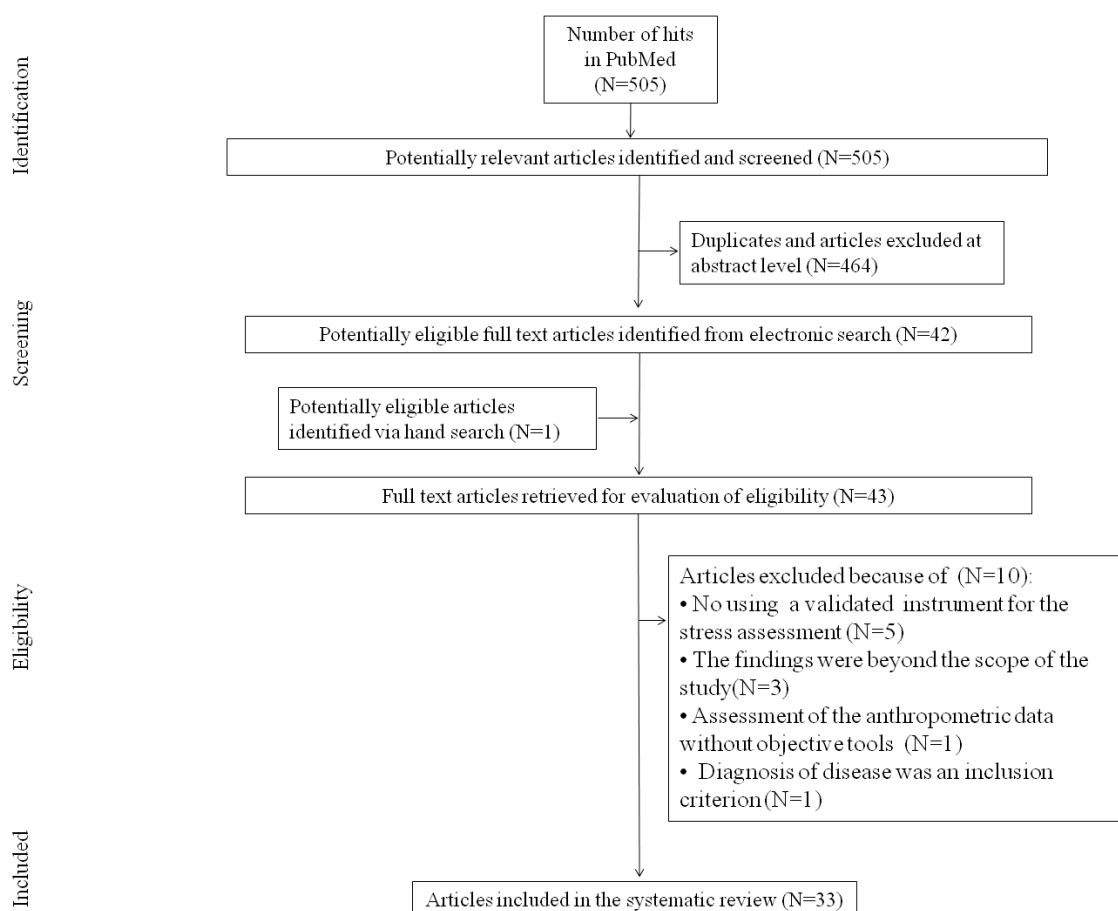 Number of hits
in PubMed
(N=505)
Identification
Potentially relevant articles identified and screened (N=505)
Duplicates and articles excluded at
abstract level (N=464)
Screening
Potentially eligible full text articles identified from electronic search (N=42)
Potentially eligible articles
identified via hand search (N=1)
Full text articles retrieved for evaluation of eligibility (N=43)
Eligibility
Articles excluded because of (N=10):
• No using a validated instrument for the
stress assessment (N=5)
• The findings were beyond the scope of the
study(N=3)
• Assessment of the anthropometric data
without objective tools (N=1)
• Diagnosis of disease was an inclusion
criterion (N=1)
Included
Articles included in the systematic review (N=33)